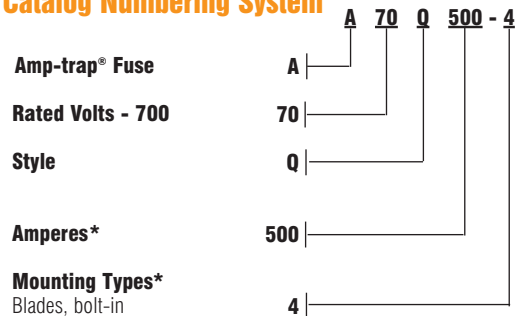 Catalog Numbering System
A 70 Q 500 - 4
Amp-trap® Fuse A
Rated Volts - 700 70
Style Q
Amperes* 500
Mounting Types*
Blades, bolt-in 4